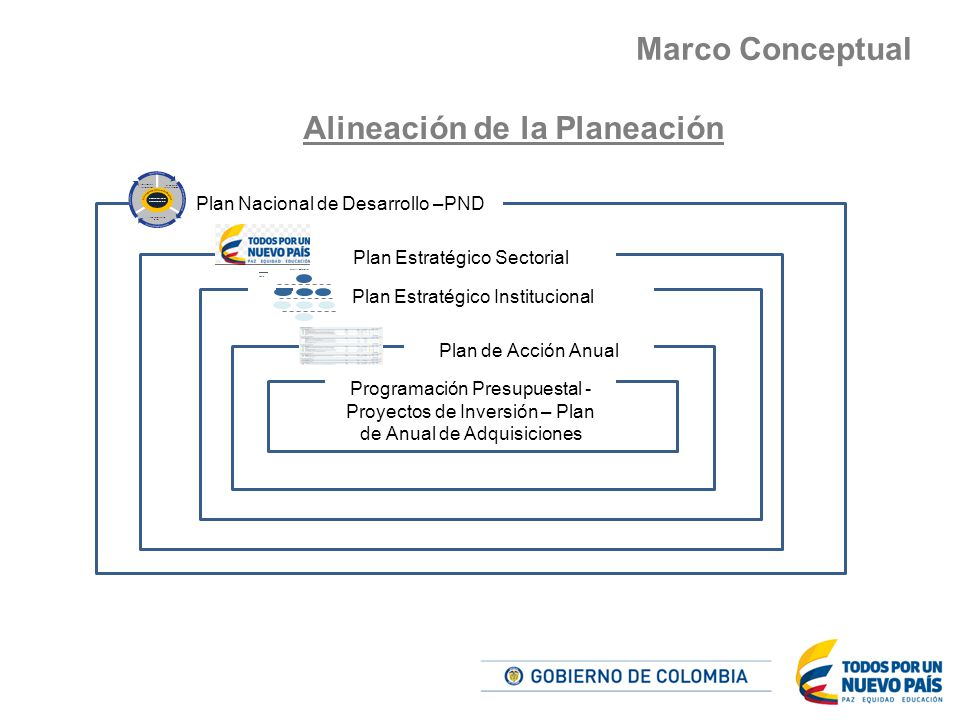 Marco Conceptual
Alineación de la Planeación
Plan Nacional de Desarrollo –PND
TODOS POR UN
NUEVO PAÍS
PAZ EQUIDAD EDUCACIÓN
Plan Estratégico Sectorial
Plan Estratégico Institucional
Plan de Acción Anual
Programación Presupuestal -
Proyectos de Inversión – Plan
de Anual de Adquisiciones
GOBIERNO DE COLOMBIA
TODOS POR UN
NUEVO PAÍS
PAZ EQUIDAD EDUCACIÓN